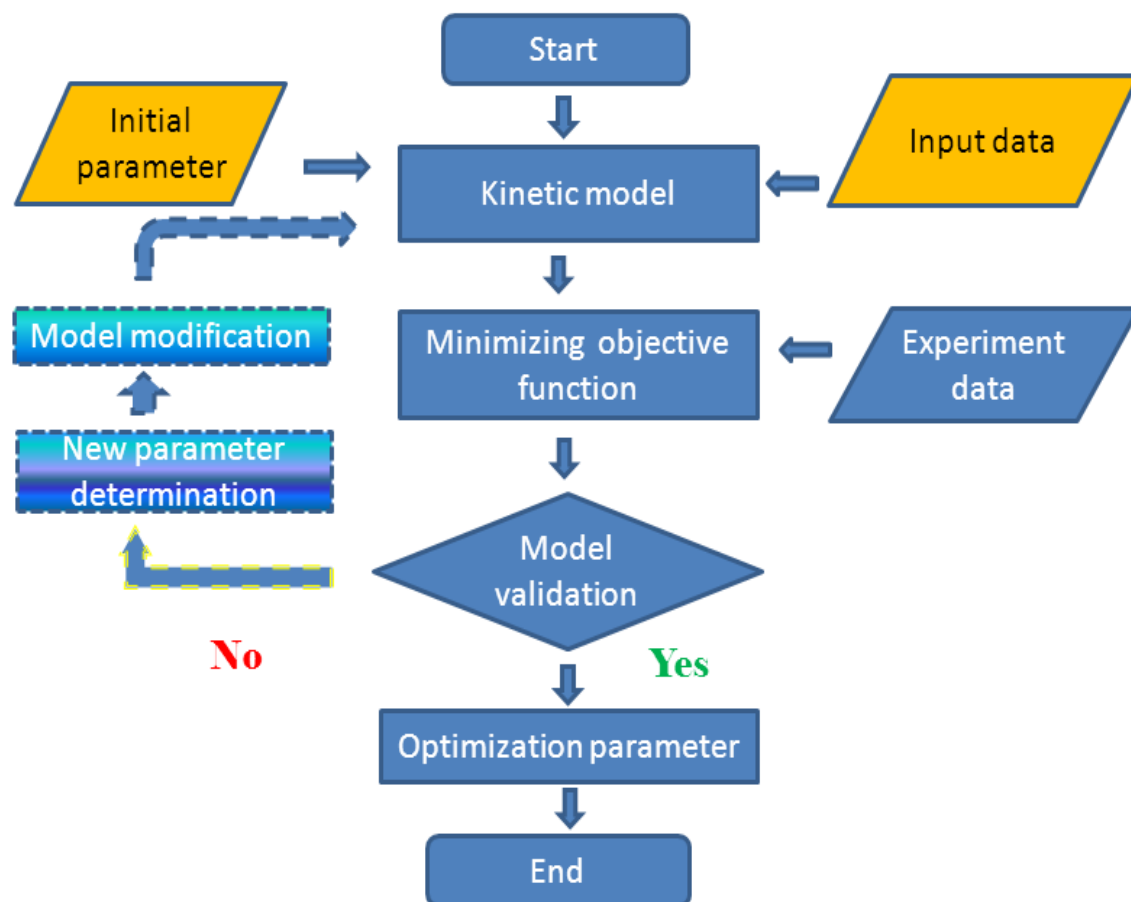 Start
Initial
parameter
Input data
Kinetic model
Model modification
Minimizing objective
function
Experiment
data
New parameter
determination
Model
validation
No
Yes
Optimization parameter
End